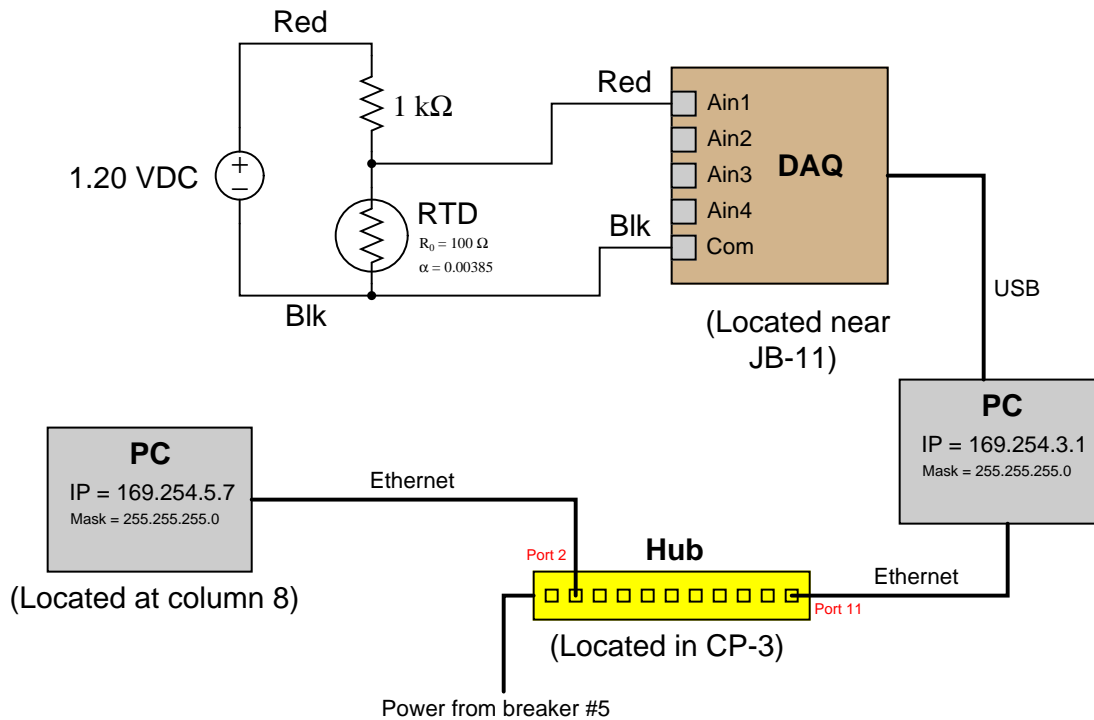 Red
1 kΩ
1.20 VDC
+
−
RTD
R₀ = 100 Ω
α = 0.00385
Blk
Red
Blk
Ain1
Ain2
Ain3
Ain4
Com
DAQ
(Located near
JB-11)
USB
PC
IP = 169.254.3.1
Mask = 255.255.255.0
PC
IP = 169.254.5.7
Mask = 255.255.255.0
(Located at column 8)
Ethernet
Port 2
Hub
Ethernet
Port 11
(Located in CP-3)
Power from breaker #5